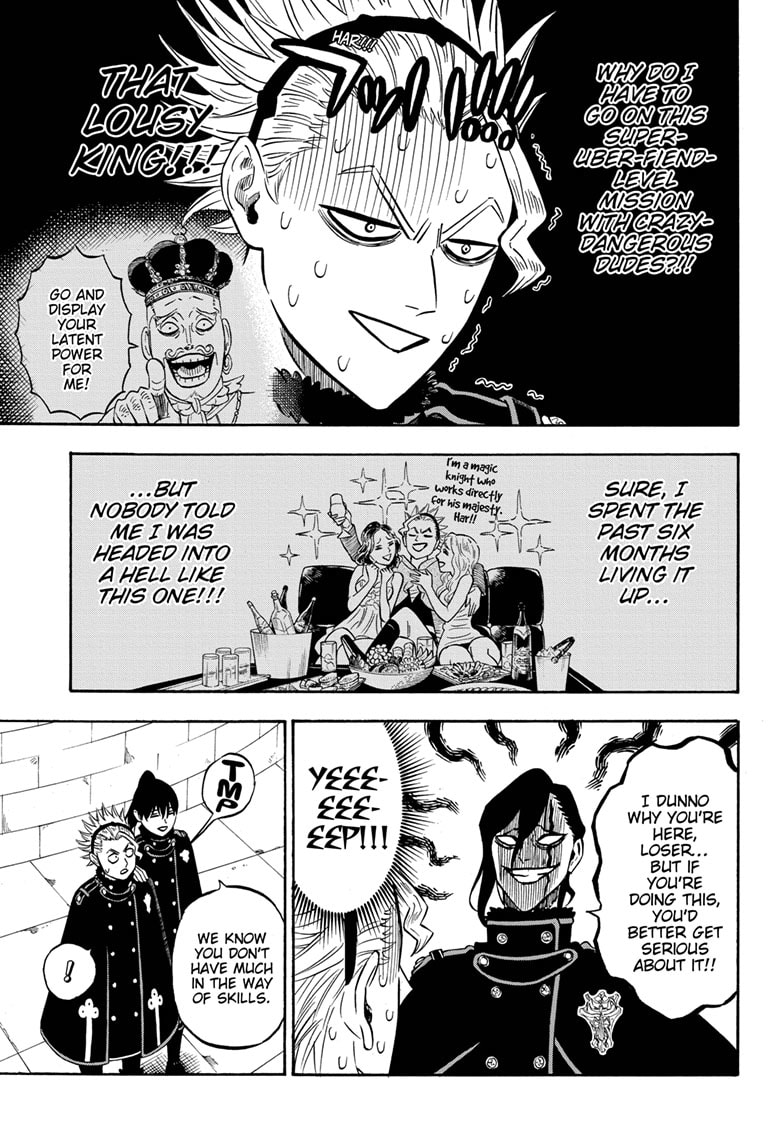 WHY DO I
HAVE TO
GO ON THIS
SUPER-
UBER-FIEND-
LEVEL
MISSION
WITH CRAZY-
DANGEROUS
DUDES?!!
HAR!!!
THAT
LOUSY
KING!!!
GO AND
DISPLAY
YOUR
LATENT
POWER
FOR
ME!
SURE, I
SPENT THE
PAST SIX
MONTHS
LIVING IT
UP...
I'm a magic
knight who
works directly
for his majesty.
Har!!
...BUT
NOBODY TOLD
ME I WAS
HEADED INTO
A HELL LIKE
THIS ONE!!!
I DUNNO
WHY YOU'RE
HERE,
LOSER...
BUT IF
YOU'RE
DOING THIS,
YOU'D
BETTER GET
SERIOUS
ABOUT IT!!
YEEE-
EEE-
EEP!!!
TMP
WE KNOW
YOU DON'T
HAVE MUCH
IN THE WAY
OF SKILLS.
!